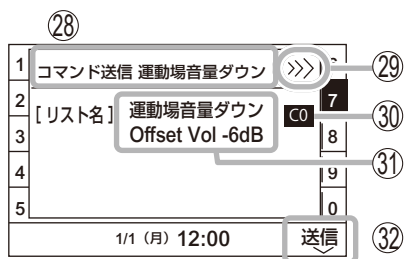 ㉘
1 コマンド送信 運動場音量ダウン >>> ㉙
2 [リスト名] 運動場音量ダウン C0 7 ㉚
3 Offset Vol -6dB 8 ㉛
4 9
5 0
1/1（月）12:00 送信 ㉜